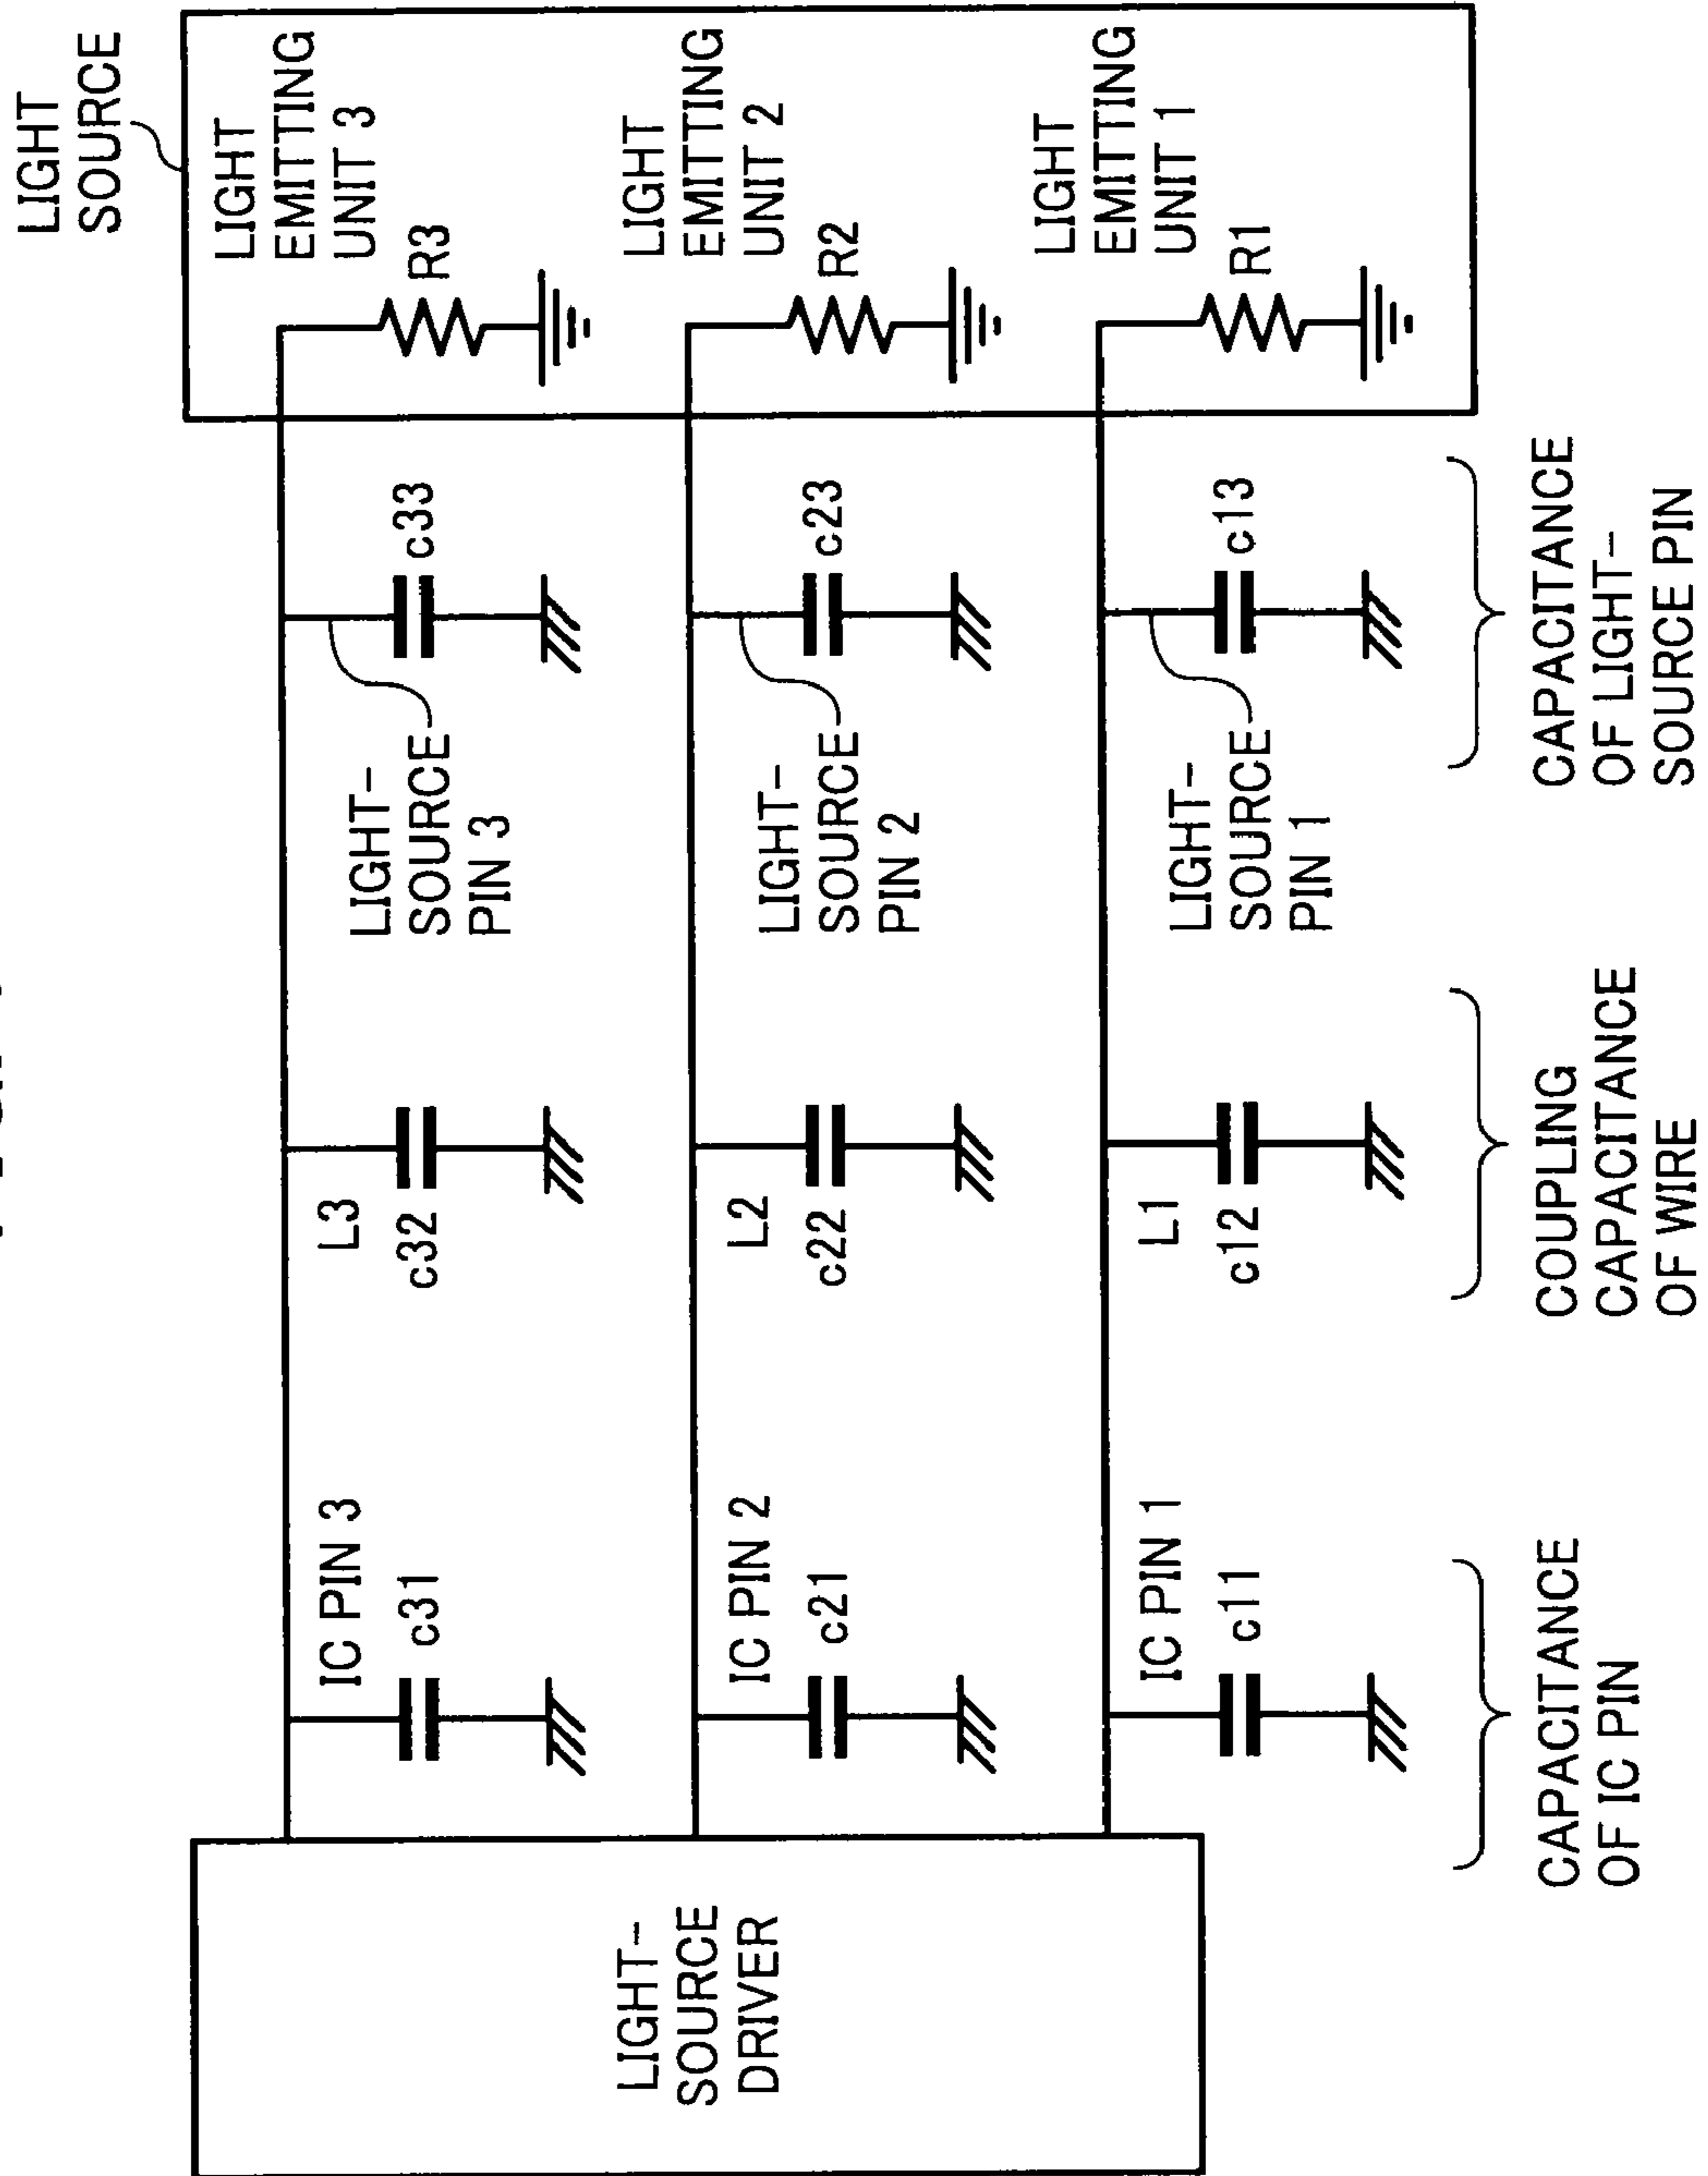 LIGHT
SOURCE
LIGHT
EMITTING
UNIT 3
R3
IC PIN 3
c31
L3
c32
LIGHT-
SOURCE
PIN 3
c33
LIGHT-
SOURCE
DRIVER
IC PIN 2
c21
L2
c22
LIGHT-
SOURCE
PIN 2
c23
LIGHT
EMITTING
UNIT 2
R2
IC PIN 1
c11
L1
c12
LIGHT-
SOURCE
PIN 1
c13
LIGHT
EMITTING
UNIT 1
R1
CAPACITANCE
OF IC PIN
COUPLING
CAPACITANCE
OF WIRE
CAPACITANCE
OF LIGHT-
SOURCE PIN